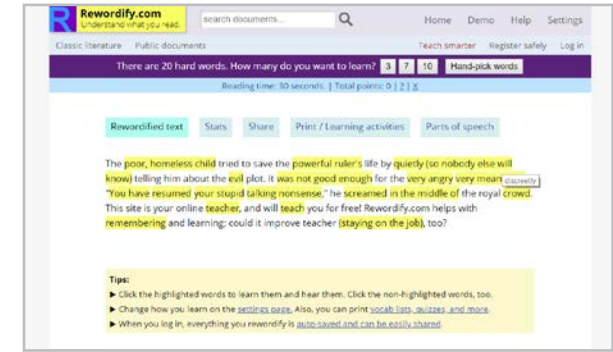 Rewordify.com
Understand what you read.
search documents...
Home Demo Help Settings
Classic literature Public documents
Teach smarter Register safely Log in
There are 20 hard words. How many do you want to learn? 3 7 10 Hand-pick words
Reading time: 30 seconds. | Total points: 0 | ? | X
Rewordified text Stats Share Print / Learning activities Parts of speech
The poor, homeless child tried to save the powerful ruler's life by quietly (so nobody else will
know) telling him about the evil plot. It was not good enough for the very angry very mean
discreetly
"You have resumed your stupid talking nonsense," he screamed in the middle of the royal crowd.
This site is your online teacher, and will teach you for free! Rewordify.com helps with
remembering and learning; could it improve teacher (staying on the job), too?
Tips:
▶ Click the highlighted words to learn them and hear them. Click the non-highlighted words, too.
▶ Change how you learn on the settings page. Also, you can print vocab lists, quizzes, and more.
▶ When you log in, everything you rewordify is auto-saved and can be easily shared.